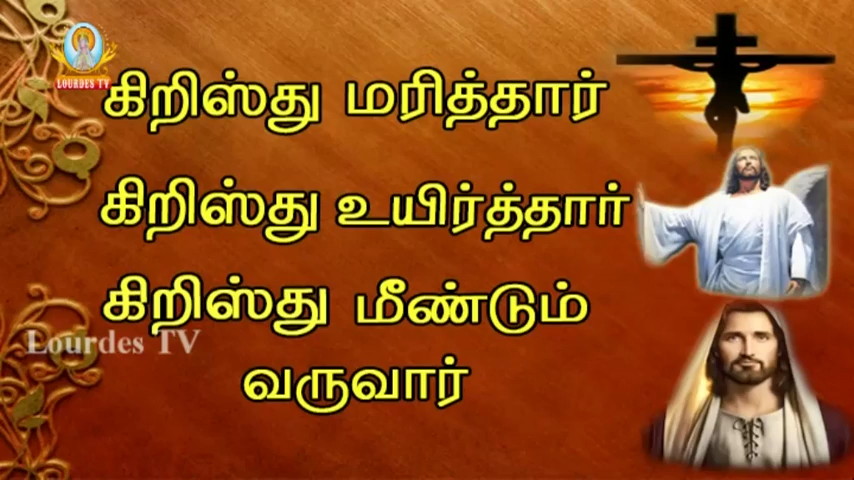 LOURDES TV
கிறிஸ்து மரித்தார்
கிறிஸ்து உயிர்த்தார்
கிறிஸ்து மீண்டும்
Lourdes TV
வருவார்